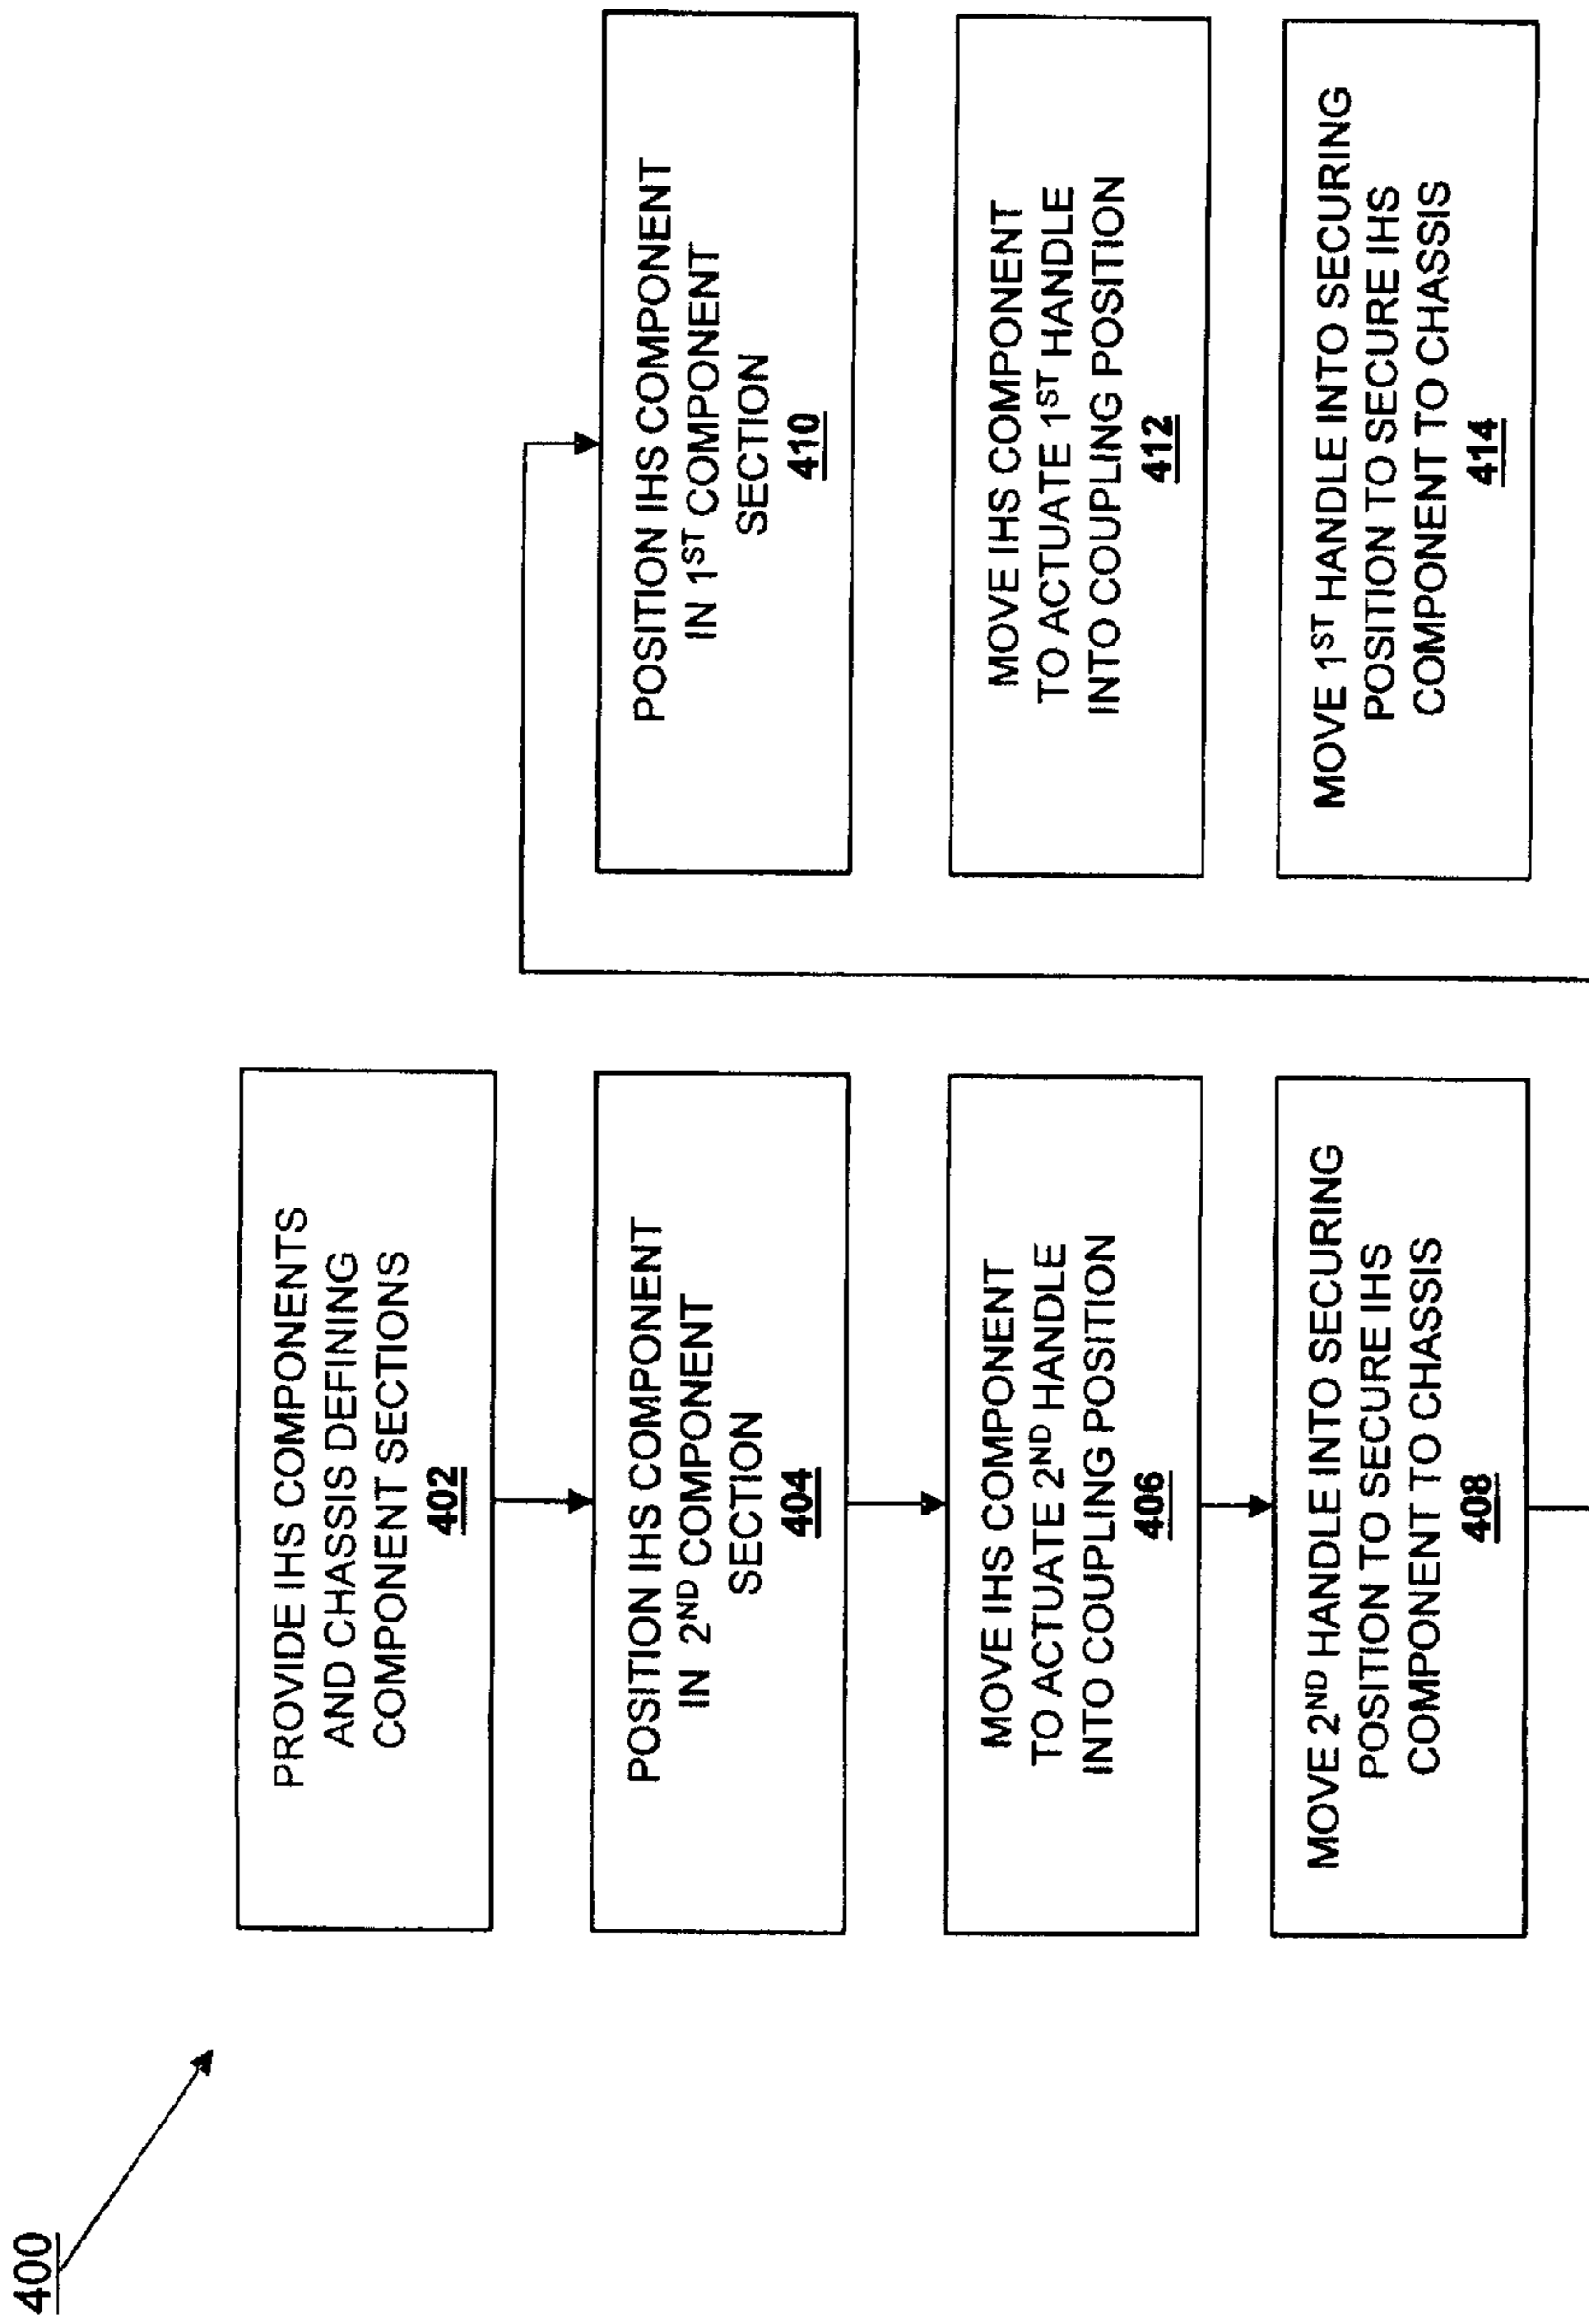 400
PROVIDE IHS COMPONENTS
AND CHASSIS DEFINING
COMPONENT SECTIONS
402
POSITION IHS COMPONENT
IN 2ND COMPONENT
SECTION
404
MOVE IHS COMPONENT
TO ACTUATE 2ND HANDLE
INTO COUPLING POSITION
406
MOVE 2ND HANDLE INTO SECURING
POSITION TO SECURE IHS
COMPONENT TO CHASSIS
408
POSITION IHS COMPONENT
IN 1ST COMPONENT
SECTION
410
MOVE IHS COMPONENT
TO ACTUATE 1ST HANDLE
INTO COUPLING POSITION
412
MOVE 1ST HANDLE INTO SECURING
POSITION TO SECURE IHS
COMPONENT TO CHASSIS
414